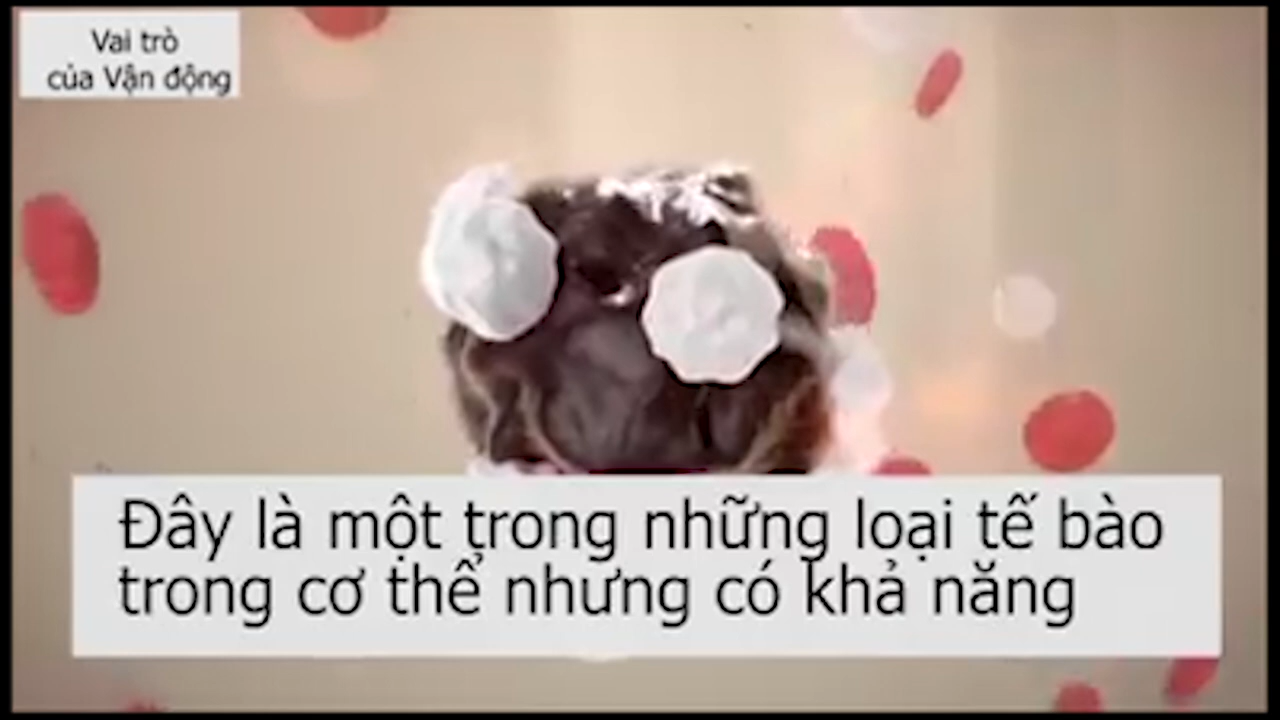 Vai trò
của Vận động
Đây là một trong những loại tế bào
trong cơ thể nhưng có khả năng